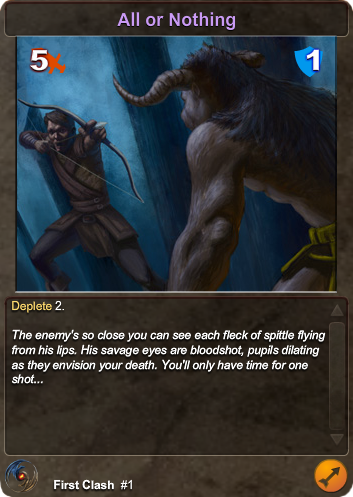 All or Nothing
5 1
Deplete 2.
The enemy's so close you can see each fleck of spittle flying
from his lips. His savage eyes are bloodshot, pupils dilating
as they envision your death. You'll only have time for one
shot...
First Clash #1